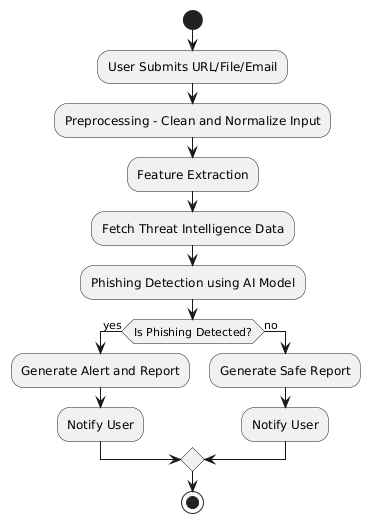 User Submits URL/File/Email
Preprocessing - Clean and Normalize Input
Feature Extraction
Fetch Threat Intelligence Data
Phishing Detection using AI Model
yes
Is Phishing Detected?
no
Generate Alert and Report
Generate Safe Report
Notify User
Notify User